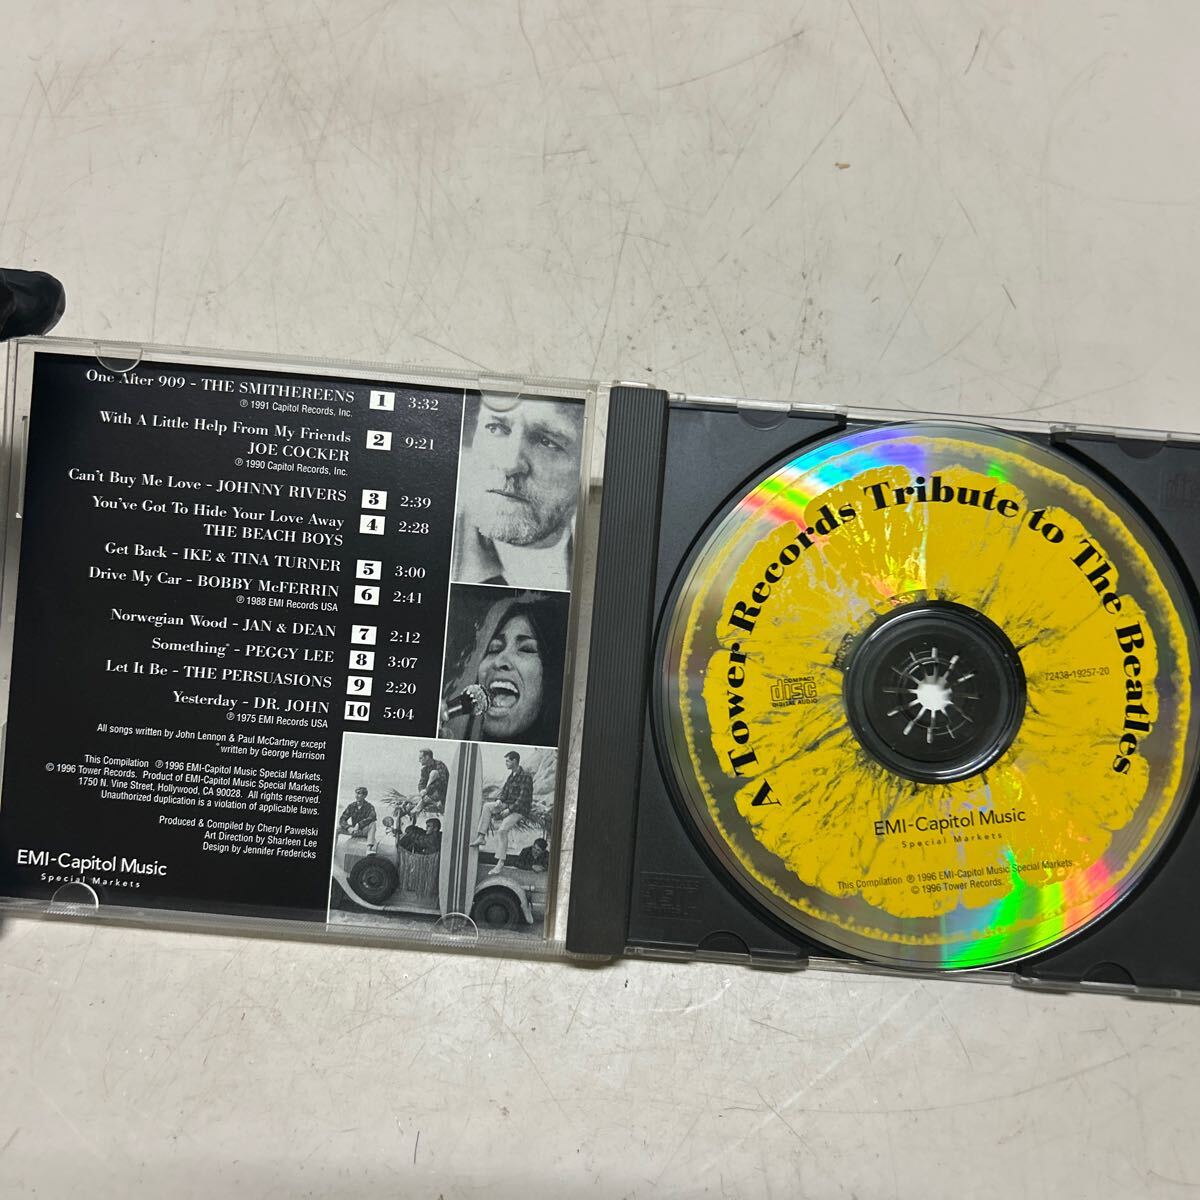 One After 909 – THE SMITHEREENS 1 3:32
℗ 1991 Capitol Records, Inc.
With A Little Help From My Friends 2 9:21
JOE COCKER
℗ 1990 Capitol Records, Inc.
Can't Buy Me Love – JOHNNY RIVERS 3 2:39
You've Got To Hide Your Love Away 4 2:28
THE BEACH BOYS
Get Back – IKE & TINA TURNER 5 3:00
Drive My Car – BOBBY McFERRIN 6 2:41
℗ 1988 EMI Records USA
Norwegian Wood – JAN & DEAN 7 2:12
Something* – PEGGY LEE 8 3:07
Let It Be – THE PERSUASIONS 9 2:20
Yesterday – DR. JOHN 10 5:04
℗ 1975 EMI Records USA
All songs written by John Lennon & Paul McCartney except
*written by George Harrison
This Compilation ℗ 1996 EMI-Capitol Music Special Markets.
© 1996 Tower Records. Product of EMI-Capitol Music Special Markets,
1750 N. Vine Street, Hollywood, CA 90028. All rights reserved.
Unauthorized duplication is a violation of applicable laws.
Produced & Compiled by Cheryl Pawelski
Art Direction by Sharleen Lee
Design by Jennifer Fredericks
EMI-Capitol Music
Special Markets
A Tower Records Tribute to The Beatles
COMPACT
disc
DIGITAL AUDIO
72438-19257-20
EMI-Capitol Music
Special Markets
This Compilation ℗ 1996 EMI-Capitol Music Special Markets
© 1996 Tower Records.